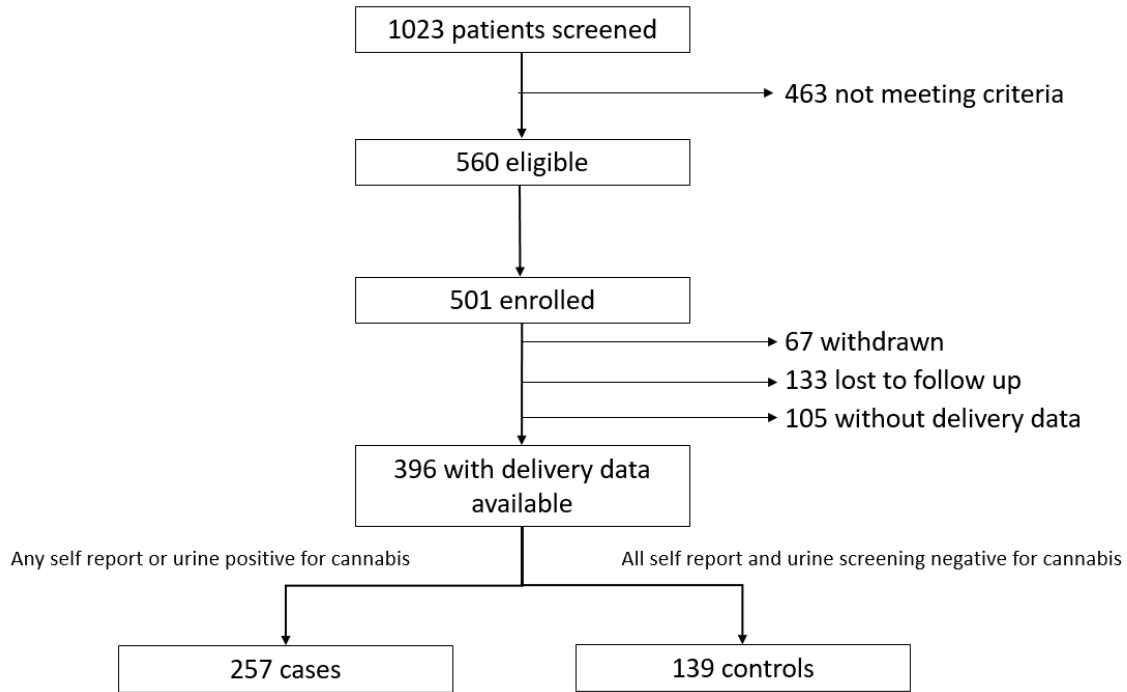 1023 patients screened
463 not meeting criteria
560 eligible
501 enrolled
67 withdrawn
133 lost to follow up
105 without delivery data
396 with delivery data
available
Any self report or urine positive for cannabis
All self report and urine screening negative for cannabis
257 cases
139 controls